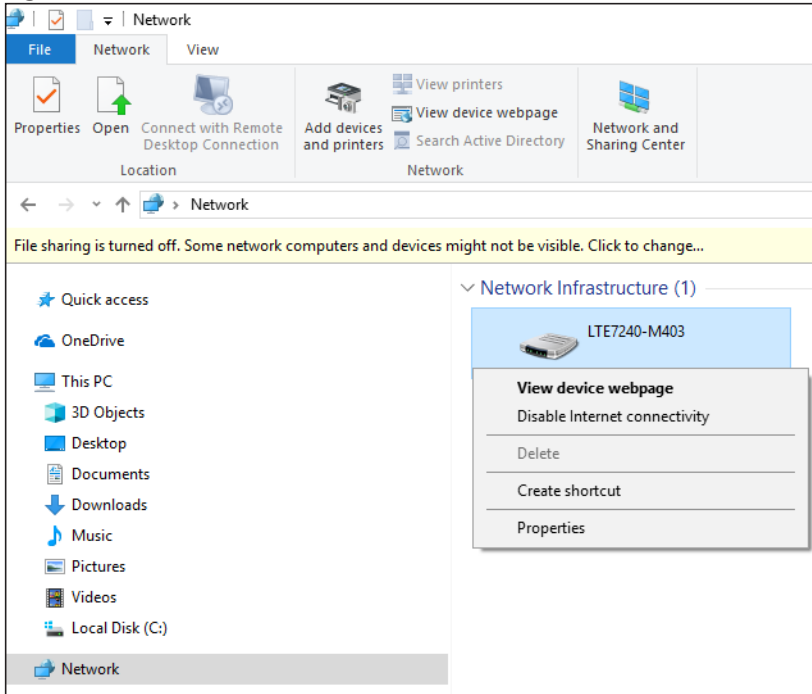 Network
File Network View
Properties Open Connect with Remote Desktop Connection
Location
Add devices and printers
View printers
View device webpage
Search Active Directory
Network
Network and Sharing Center
Network
File sharing is turned off. Some network computers and devices might not be visible. Click to change...
Quick access
OneDrive
This PC
3D Objects
Desktop
Documents
Downloads
Music
Pictures
Videos
Local Disk (C:)
Network
Network Infrastructure (1)
LTE7240-M403
View device webpage
Disable Internet connectivity
Delete
Create shortcut
Properties